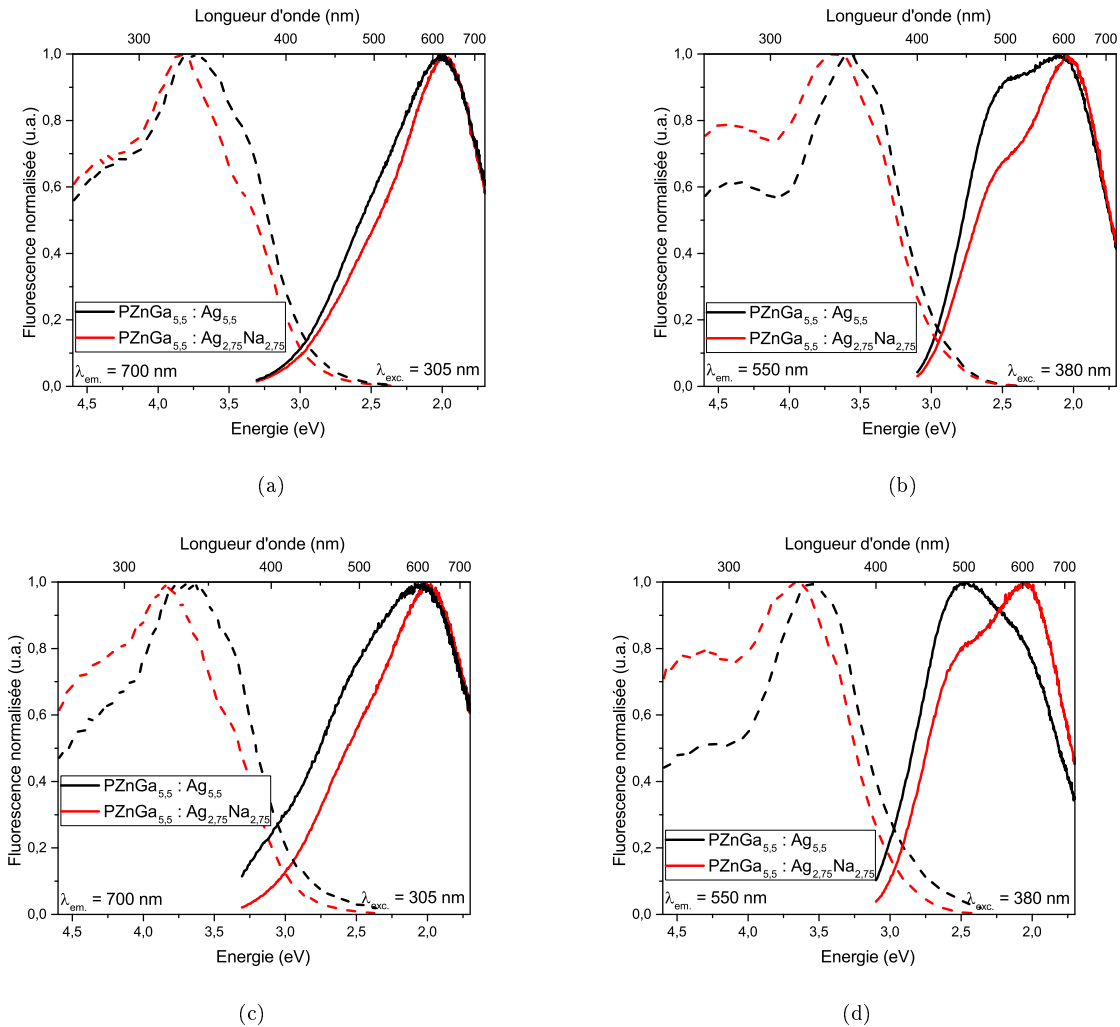 Longueur d'onde (nm)
300 400 500 600 700
Fluorescence normalisée (u.a.)
1,0
0,8
0,6
0,4
0,2
0,0
PZnGa5,5 : Ag5,5
PZnGa5,5 : Ag2,75Na2,75
λem. = 700 nm
λexc. = 305 nm
4,5 4,0 3,5 3,0 2,5 2,0
Energie (eV)
(a)
Longueur d'onde (nm)
300 400 500 600 700
Fluorescence normalisée (u.a.)
1,0
0,8
0,6
0,4
0,2
0,0
PZnGa5,5 : Ag5,5
PZnGa5,5 : Ag2,75Na2,75
λem. = 550 nm
λexc. = 380 nm
4,5 4,0 3,5 3,0 2,5 2,0
Energie (eV)
(b)
Longueur d'onde (nm)
300 400 500 600 700
Fluorescence normalisée (u.a.)
1,0
0,8
0,6
0,4
0,2
0,0
PZnGa5,5 : Ag5,5
PZnGa5,5 : Ag2,75Na2,75
λem. = 700 nm
λexc. = 305 nm
4,5 4,0 3,5 3,0 2,5 2,0
Energie (eV)
(c)
Longueur d'onde (nm)
300 400 500 600 700
Fluorescence normalisée (u.a.)
1,0
0,8
0,6
0,4
0,2
0,0
PZnGa5,5 : Ag5,5
PZnGa5,5 : Ag2,75Na2,75
λem. = 550 nm
λexc. = 380 nm
4,5 4,0 3,5 3,0 2,5 2,0
Energie (eV)
(d)